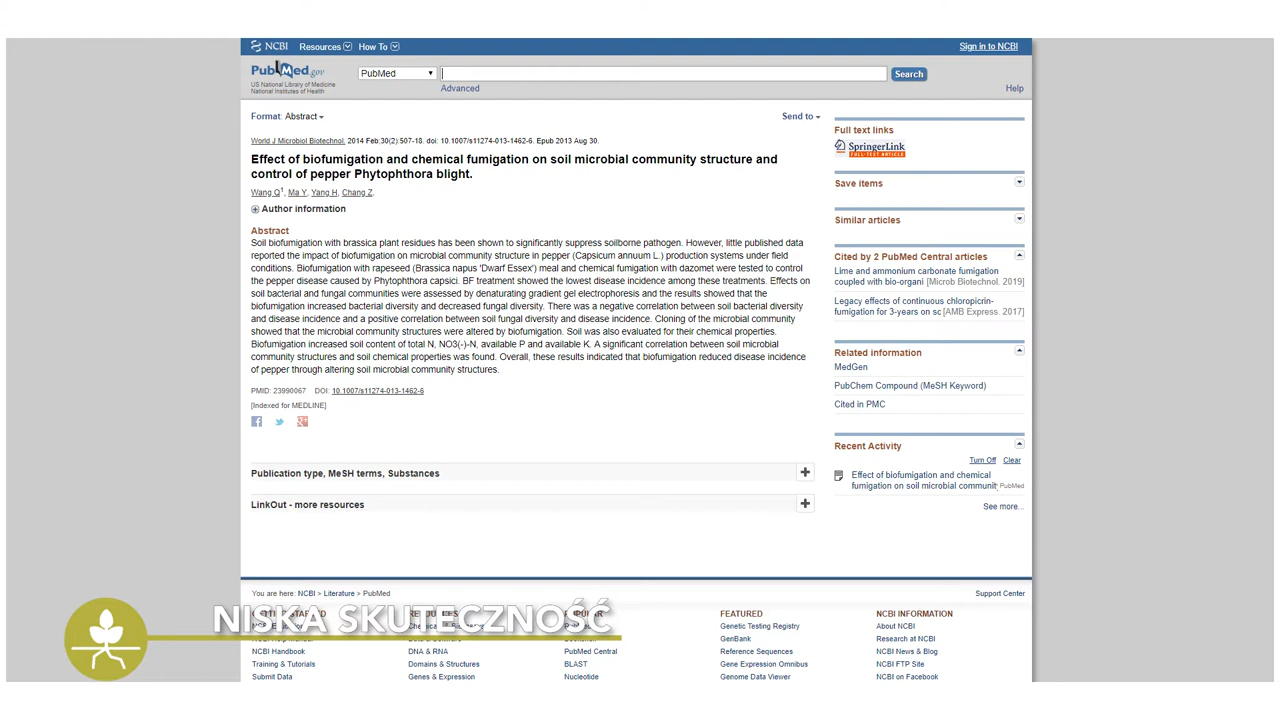 NCBI Resources How To Sign in to NCBI
PubMed.gov
US National Library of Medicine
National Institutes of Health
PubMed
Search
Advanced
Help
Format: Abstract
Send to
World J Microbiol Biotechnol. 2014 Feb;30(2):507-18. doi: 10.1007/s11274-013-1462-6. Epub 2013 Aug 30.
Effect of biofumigation and chemical fumigation on soil microbial community structure and
control of pepper Phytophthora blight.
Wang Q1, Ma Y, Yang H, Chang Z.
Author information
Abstract
Soil biofumigation with brassica plant residues has been shown to significantly suppress soilborne pathogen. However, little published data
reported the impact of biofumigation on microbial community structure in pepper (Capsicum annuum L.) production systems under field
conditions. Biofumigation with rapeseed (Brassica napus 'Dwarf Essex') meal and chemical fumigation with dazomet were tested to control
the pepper disease caused by Phytophthora capsici. BF treatment showed the lowest disease incidence among these treatments. Effects on
soil bacterial and fungal communities were assessed by denaturating gradient gel electrophoresis and the results showed that the
biofumigation increased bacterial diversity and decreased fungal diversity. There was a negative correlation between soil bacterial diversity
and disease incidence and a positive correlation between soil fungal diversity and disease incidence. Cloning of the microbial community
showed that the microbial community structures were altered by biofumigation. Soil was also evaluated for their chemical properties.
Biofumigation increased soil content of total N, NO3(-)-N, available P and available K. A significant correlation between soil microbial
community structures and soil chemical properties was found. Overall, these results indicated that biofumigation reduced disease incidence
of pepper through altering soil microbial community structures.
PMID: 23990067 DOI: 10.1007/s11274-013-1462-6
[Indexed for MEDLINE]
Publication type, MeSH terms, Substances
LinkOut - more resources
Full text links
SpringerLink
FULL-TEXT ARTICLE
Save items
Similar articles
Cited by 2 PubMed Central articles
Lime and ammonium carbonate fumigation
coupled with bio-organi [Microb Biotechnol. 2019]
Legacy effects of continuous chloropicrin-
fumigation for 3-years on sc [AMB Express. 2017]
Related information
MedGen
PubChem Compound (MeSH Keyword)
Cited in PMC
Recent Activity
Turn Off Clear
Effect of biofumigation and chemical
fumigation on soil microbial communit PubMed
See more...
You are here: NCBI > Literature > PubMed
Support Center
NISKA SKUTECZNOŚĆ
NCBI Handbook
Training & Tutorials
Submit Data
DNA & RNA
Domains & Structures
Genes & Expression
POPULAR
PubMed Central
BLAST
Nucleotide
FEATURED
Genetic Testing Registry
GenBank
Reference Sequences
Gene Expression Omnibus
Genome Data Viewer
NCBI INFORMATION
About NCBI
Research at NCBI
NCBI News & Blog
NCBI FTP Site
NCBI on Facebook